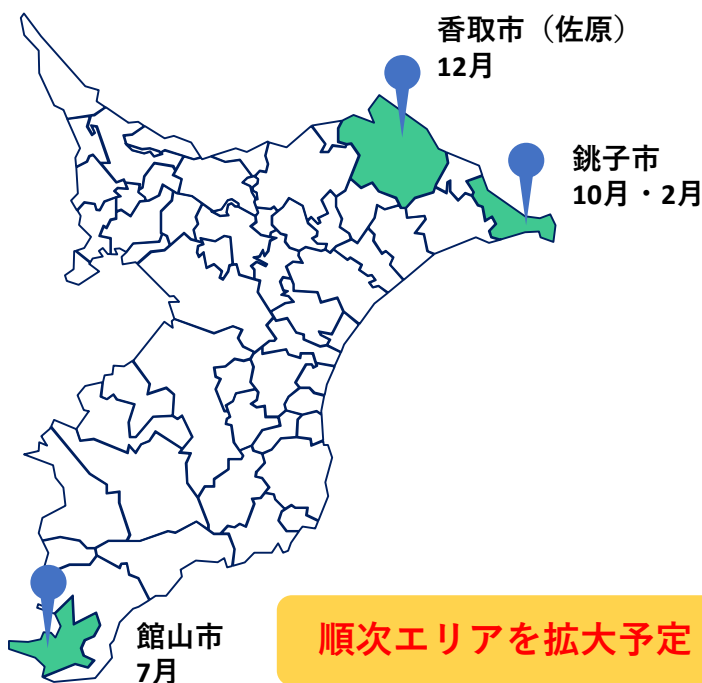 香取市（佐原）
12月
銚子市
10月・2月
館山市
7月
順次エリアを拡大予定